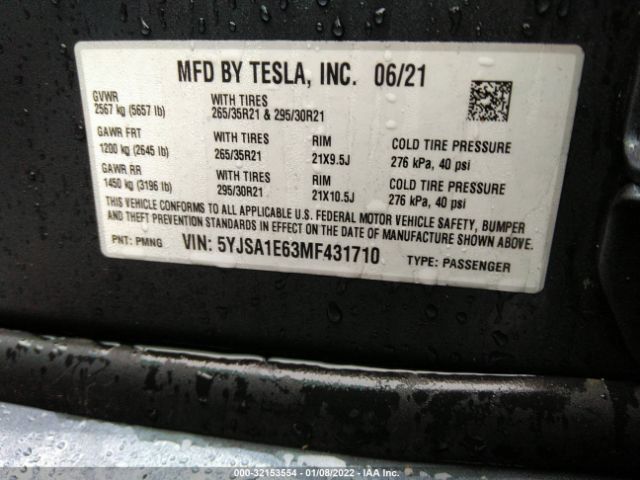 MFD BY TESLA, INC. 06/21
GVWR
2567 kg (5657 lb)
WITH TIRES
265/35R21 & 295/30R21
GAWR FRT
1200 kg (2645 lb)
WITH TIRES
265/35R21
RIM
21X9.5J
COLD TIRE PRESSURE
276 kPa, 40 psi
GAWR RR
1450 kg (3196 lb)
WITH TIRES
295/30R21
RIM
21X10.5J
COLD TIRE PRESSURE
276 kPa, 40 psi
THIS VEHICLE CONFORMS TO ALL APPLICABLE U.S. FEDERAL MOTOR VEHICLE SAFETY, BUMPER
AND THEFT PREVENTION STANDARDS IN EFFECT ON THE DATE OF MANUFACTURE SHOWN ABOVE.
PNT: PMNG VIN: 5YJSA1E63MF431710 TYPE: PASSENGER
000-32153554 - 01/08/2022 - IAA Inc.